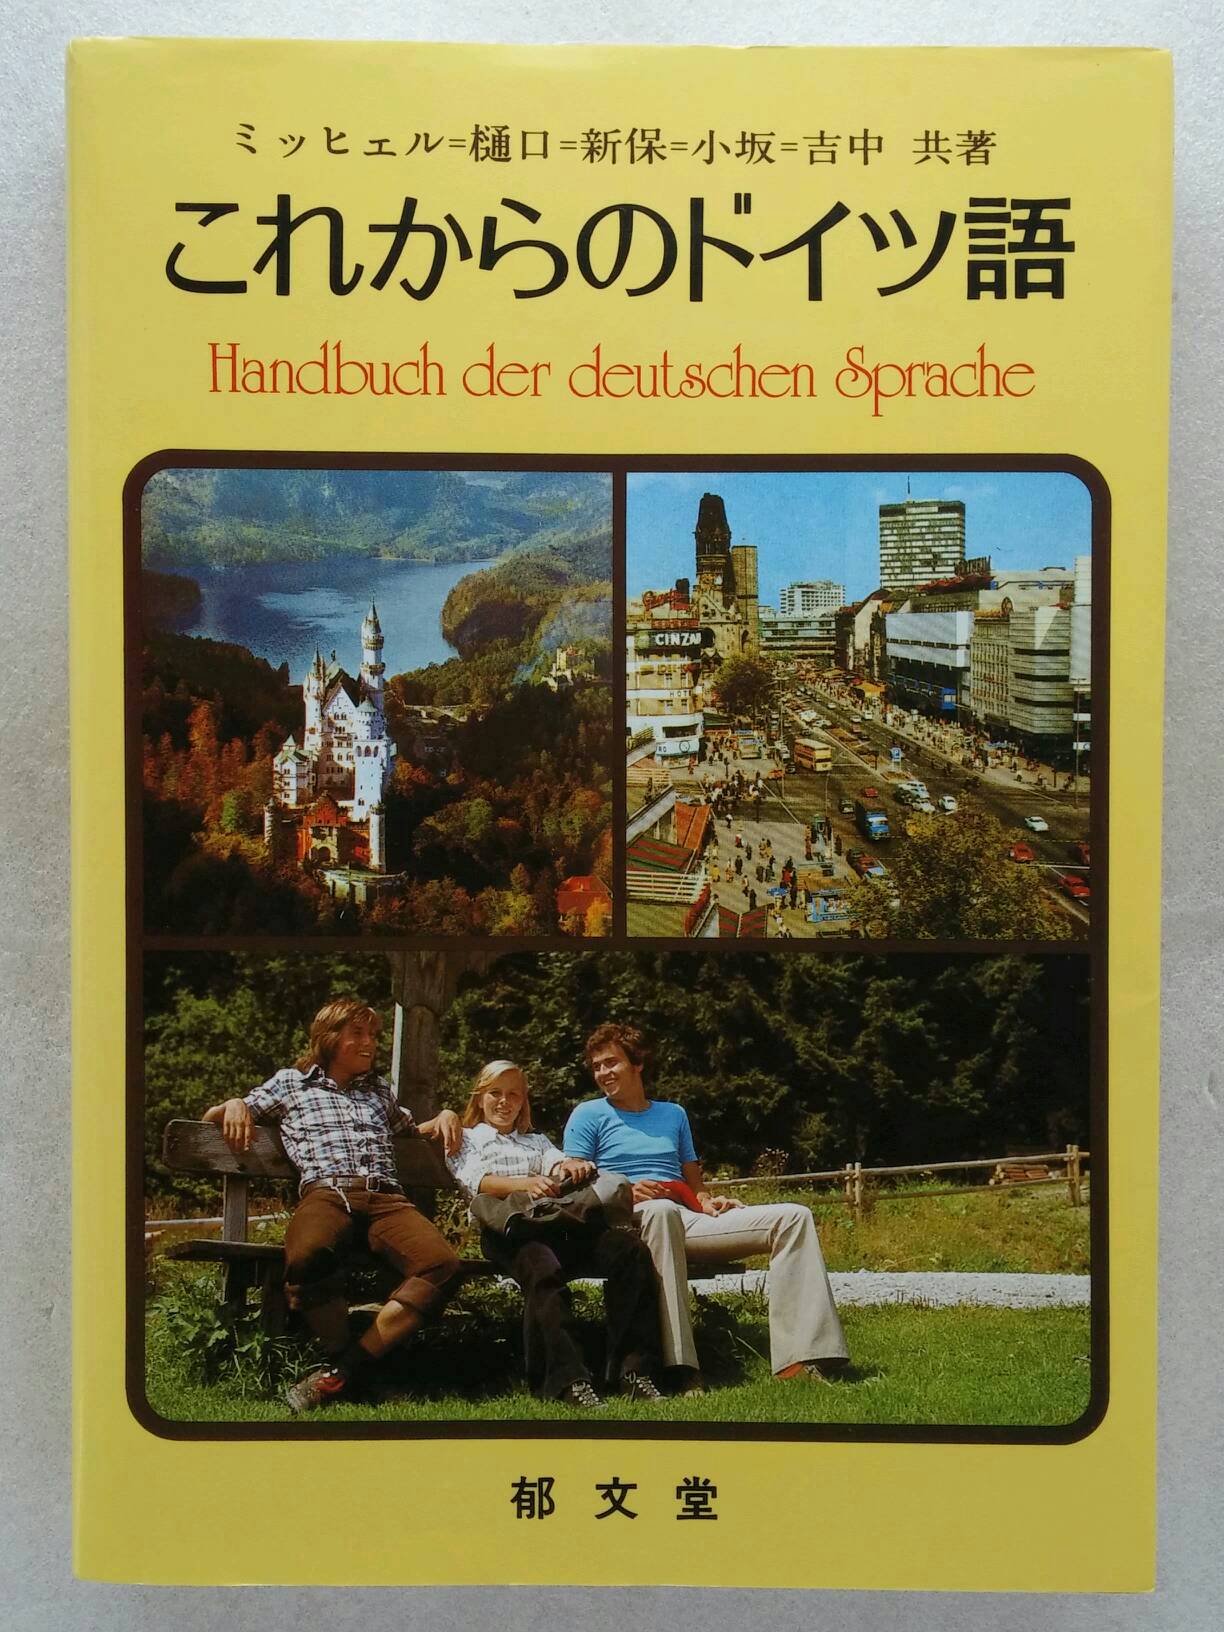 ミッヒェル=樋口=新保=小坂=吉中 共著
これからのドイツ語
Handbuch der deutschen Sprache
CINZAN
郁文堂